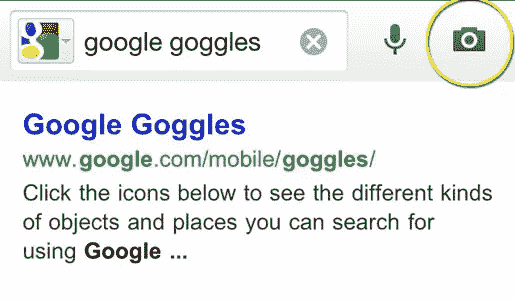 google goggles
Google Goggles
www.google.com/mobile/goggles/
Click the icons below to see the different kinds
of objects and places you can search for
using Google ...